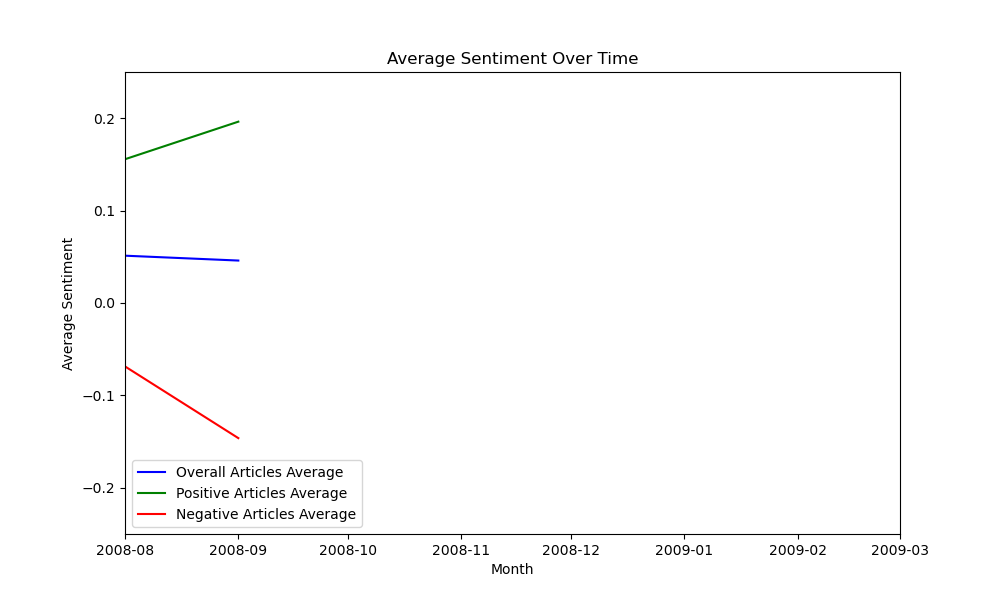 Average Sentiment Over Time
Average Sentiment
0.2
0.1
0.0
−0.1
−0.2
Overall Articles Average
Positive Articles Average
Negative Articles Average
2008-08 2008-09 2008-10 2008-11 2008-12 2009-01 2009-02 2009-03
Month